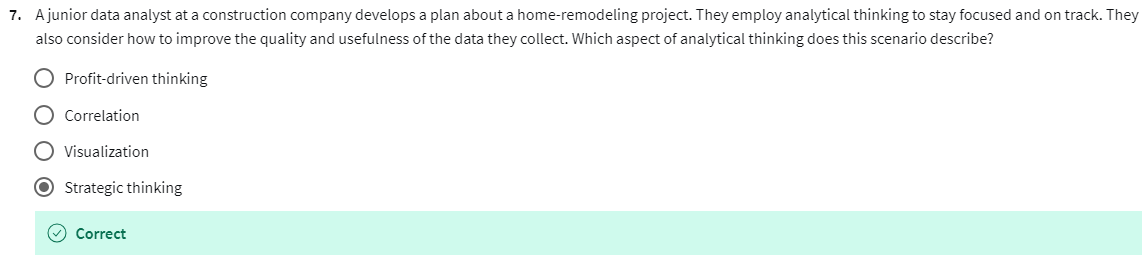 7. A junior data analyst at a construction company develops a plan about a home-remodeling project. They employ analytical thinking to stay focused and on track. They
also consider how to improve the quality and usefulness of the data they collect. Which aspect of analytical thinking does this scenario describe?
Profit-driven thinking
Correlation
Visualization
Strategic thinking
Correct